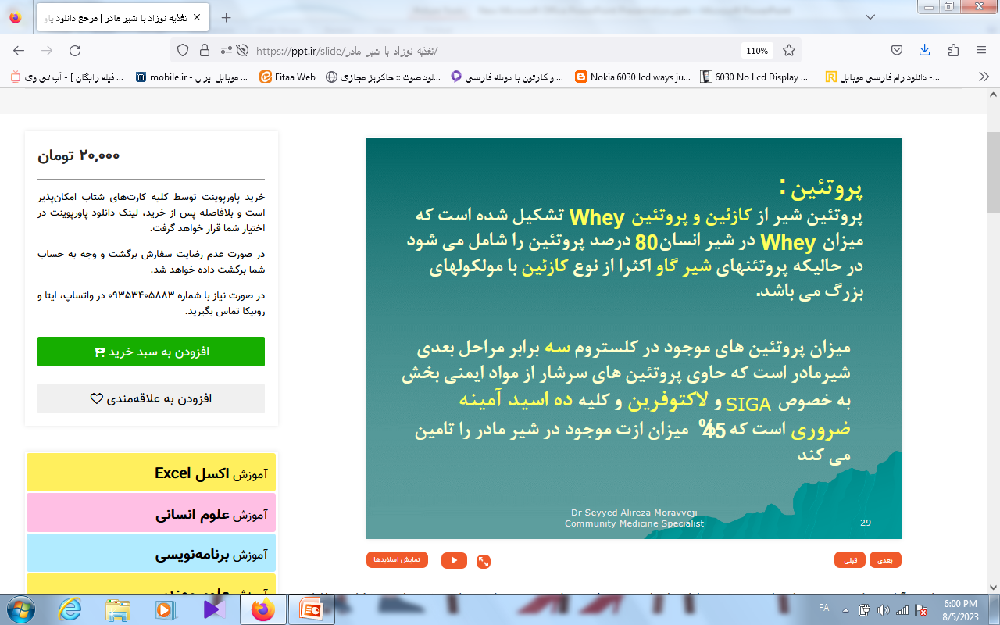 تغذیه نوزاد با شیر مادر | مرجع دانلود پاو
https://ppt.ir/slide/تغذیه-نوزاد-با-شیر-مادر/
110%
... فیلم رایگان ] - آپ تی وی
mobile.ir - موبایل ایران ...
Eitaa Web
...لود صوت :: خاکریز مجازی
... و کارتون با دوبله فارسی
Nokia 6030 lcd ways ju...
6030 No Lcd Display ...
...- دانلود رام فارسی موبایل
۲۰,۰۰۰ تومان
خرید پاورپوینت توسط کلیه کارت‌های شتاب امکان‌پذیر
است و بلافاصله پس از خرید، لینک دانلود پاورپوینت در
اختیار شما قرار خواهد گرفت.
در صورت عدم رضایت سفارش برگشت و وجه به حساب
شما برگشت داده خواهد شد.
در صورت نیاز با شماره ۰۹۳۵۳۴۰۵۸۸۳ در واتساپ، ایتا و
روبیکا تماس بگیرید.
افزودن به سبد خرید
افزودن به علاقه‌مندی
آموزش اکسل Excel
آموزش علوم انسانی
آموزش برنامه‌نویسی
پروتئین :
پروتئین شیر از کازئین و پروتئین Whey تشکیل شده است که
میزان Whey در شیر انسان80 درصد پروتئین را شامل می شود
در حالیکه پروتئنهای شیر گاو اکثرا از نوع کازئین با مولکولهای
بزرگ می باشد.
میزان پروتئین های موجود در کلستروم سه برابر مراحل بعدی
شیرمادر است که حاوی پروتئین های سرشار از مواد ایمنی بخش
به خصوص SIGA و لاکتوفرین و کلیه ده اسید آمینه
ضروری است که 45% میزان ازت موجود در شیر مادر را تامین
می کند
Dr Seyyed Alireza Moravveji
Community Medicine Specialist
29
نمایش اسلایدها
قبلی
بعدی
FA
6:00 PM
8/5/2023